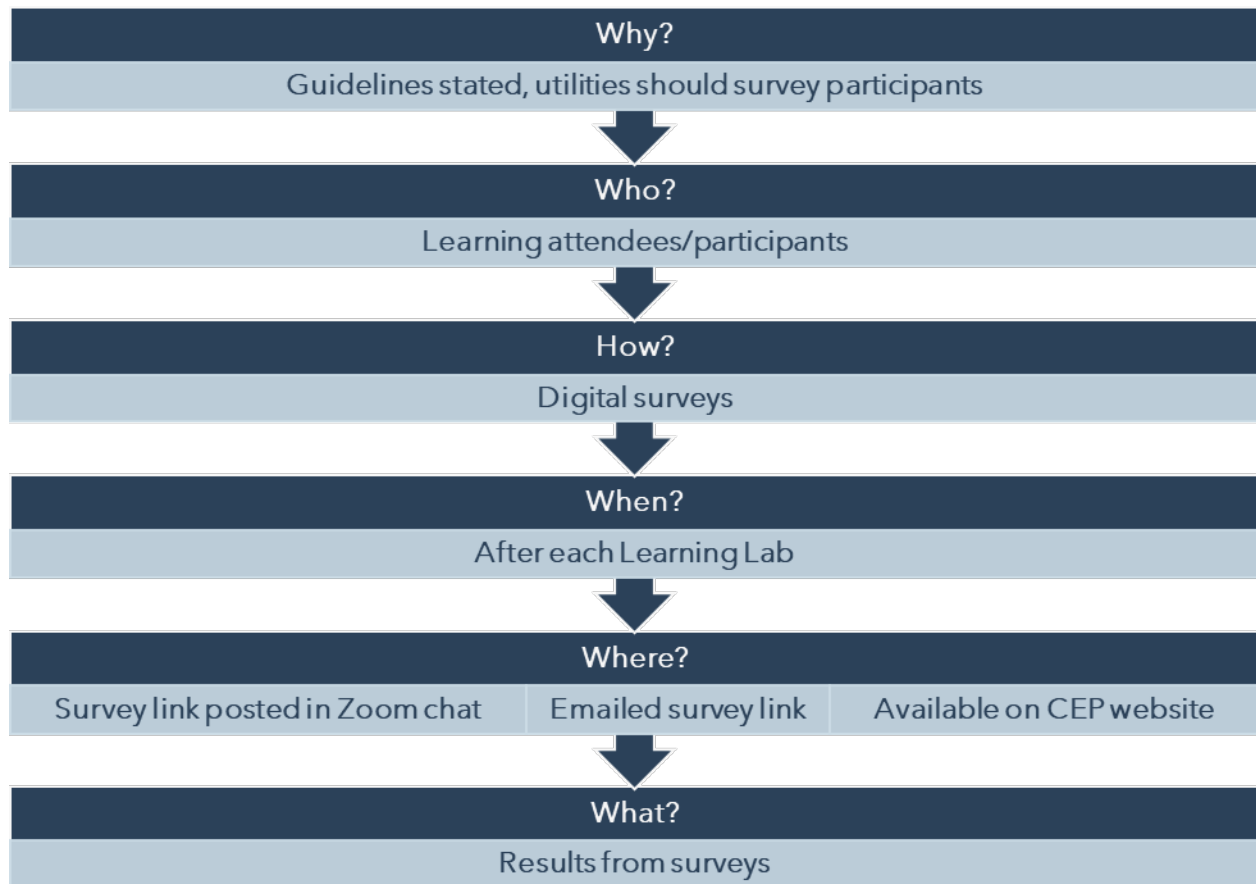 Why?
Guidelines stated, utilities should survey participants
Who?
Learning attendees/participants
How?
Digital surveys
When?
After each Learning Lab
Where?
Survey link posted in Zoom chat
Emailed survey link
Available on CEP website
What?
Results from surveys